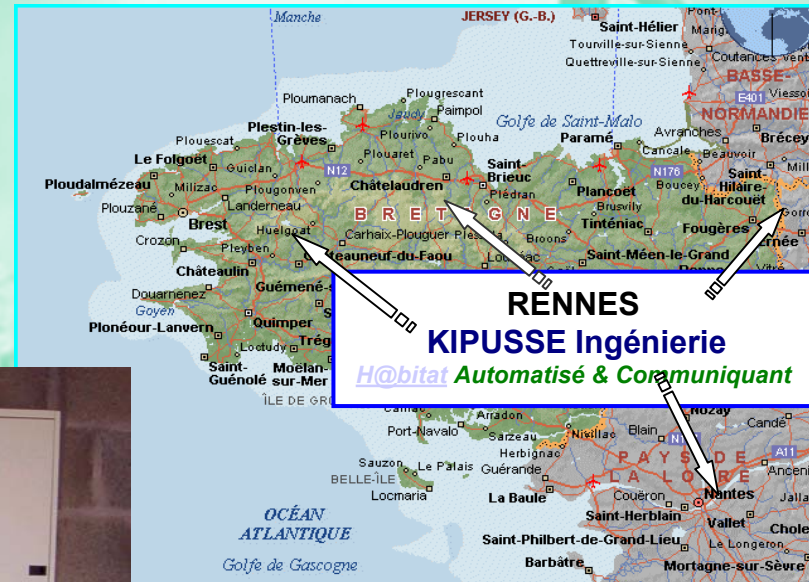 Manche
JERSEY (G.-B.)
Saint-Hélier
Tourville-sur-Sienne
Quettreville-sur-Sienne
Coutances
BASSE-
NORMANDIE
E401
Ploumanach
Plougrescant
Paimpol
Jaudy
Golfe de Saint-Malo
Plestin-les-
Grèves
Plourivo
Plouha
Paramé
Cancale
Avranches
Brécey
Plouescat
Plouaret
Pabu
Beauvoir
Le Folgoët
Guiclan
N12
Saint-
Brieuc
N176
Boucey
Saint
Hilaire-
du-Harcouët
Ploudalmézeau
Milizac
Plougonven
Châtelaudren
Plédran
Plancoët
Plouzané
Landerneau
BRETAGNE
Brusvily
Tinténiac
Fougères
Brest
Huelgoat
Carhaix-Plouguer
Broons
Crozon
Pleyben
Saint-Méen-le-Grand
Vitré
Châteaulin
Douarnenez
Goyen
Plonéour-Lanvern
Quimper
Loctudy
Saint-
Guénolé
Moëlan-
sur-Mer
RENNES
KIPUSSE Ingénierie
H@bitat Automatisé & Communiquant
Port-Navalo
Arradon
Sarzeau
Nivillac
Blain
Nozay
Candé
Herbignac
PAYS DE
LA LOIRE
A11
Sauzon
Le Palais
Guérande
BELLE-ÎLE
Locmaria
La Baule
Couëron
Nantes
Saint-Herblain
Vallet
OCÉAN
ATLANTIQUE
Saint-Philbert-de-Grand-Lieu
Le Longeron
Golfe de Gascogne
Barbâtre
Mortagne-sur-Sèvre